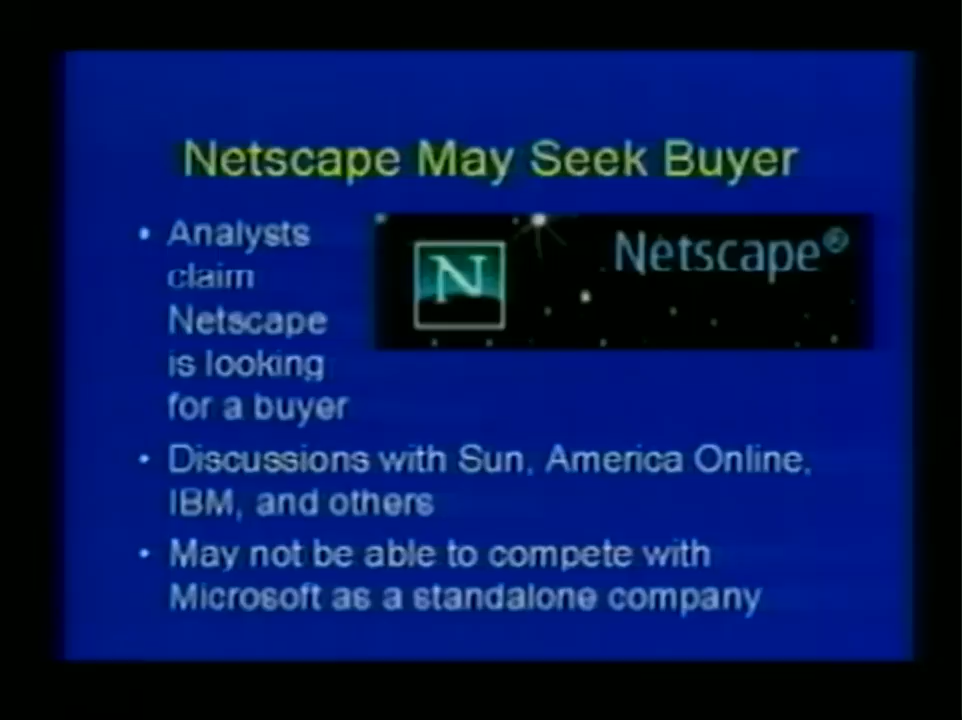 Netscape May Seek Buyer
• Analysts
claim
Netscape
is looking
for a buyer
N
Netscape®
• Discussions with Sun, America Online,
IBM, and others
• May not be able to compete with
Microsoft as a standalone company